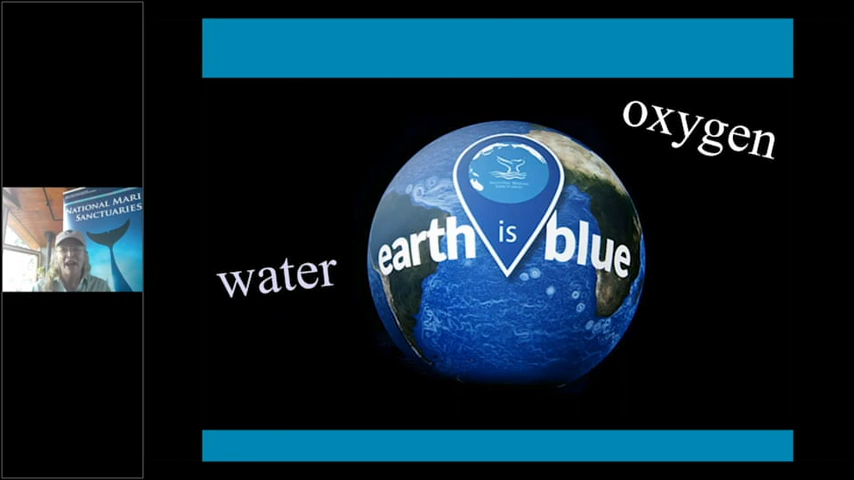 oxygen
earth is blue
water
NATIONAL MARI
SANCTUARIES